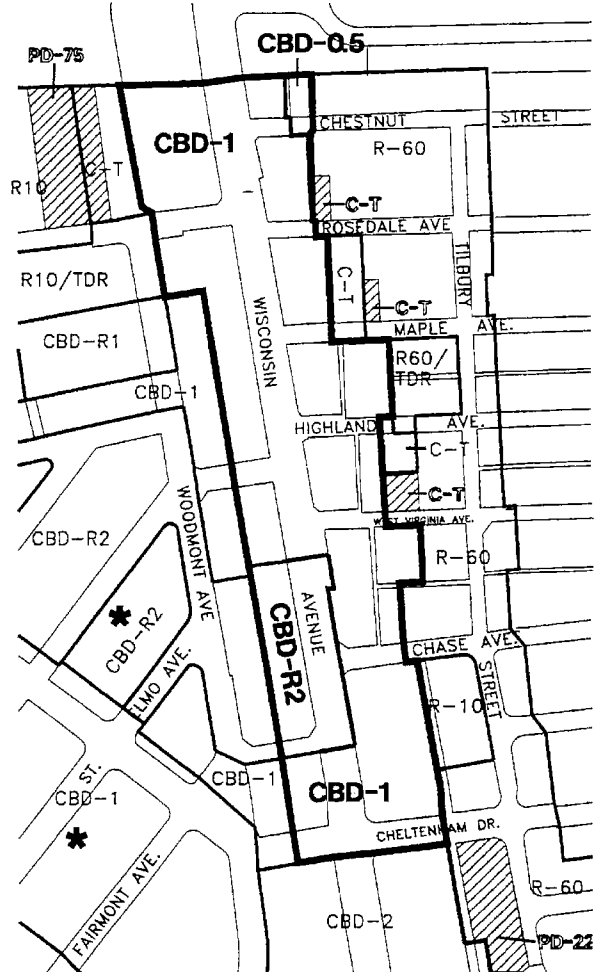 CBD-0.5
PD-75
CHESTNUT
STREET
CBD-1
R-60
C-T
R10
C-T
ROSEDALE AVE
TILBURY
R10/TDR
C-T
C-T
WISCONSIN
MAPLE
AVE.
CBD-R1
R60/
TDR
CBD-1
HIGHLAND
AVE.
C-T
C-T
WOODMONT AVE
WEST VIRGINIA AVE.
CBD-R2
R-60
AVENUE
CBD-R2
*
CBD-R2
CHASE AVE.
STREET
ELMO AVE.
R-10
ST.
CBD-1
CBD-1
CBD-1
*
CHELTENHAM DR.
FAIRMONT AVE.
R-60
CBD-2
PD-22